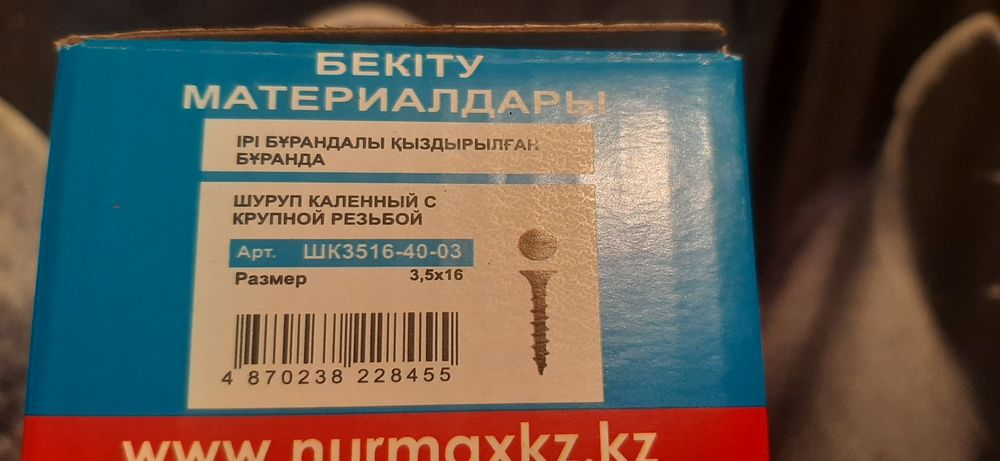 БЕКІТУ
МАТЕРИАЛДАРЫ
ІРІ БҰРАНДАЛЫ ҚЫЗДЫРЫЛҒАН
БҰРАНДА
ШУРУП КАЛЕННЫЙ С
КРУПНОЙ РЕЗЬБОЙ
Арт. ШК3516-40-03
Размер 3,5х16
4 870238 228455
www.nurmaxkz.kz